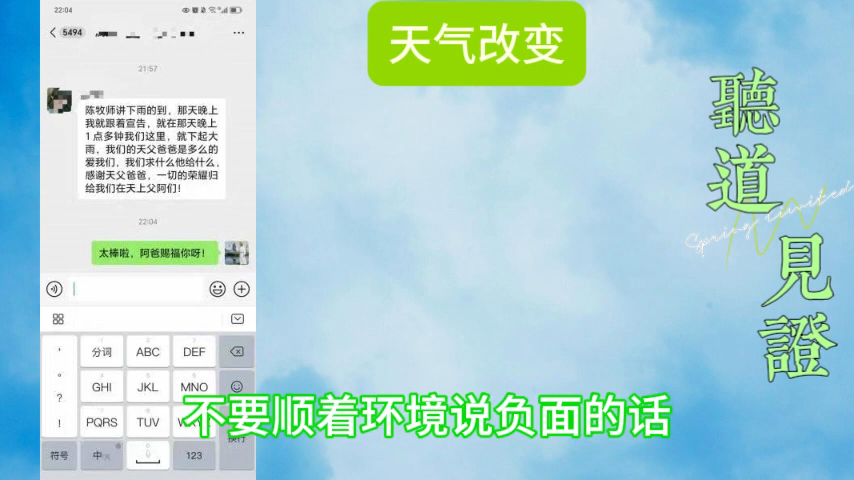 22:04
5494
21:57
陈牧师讲下雨的到，那天晚上
我就跟着宣告，就在那天晚上
1点多钟我们这里，就下起大
雨，我们的天父爸爸是多么的
爱我们，我们求什么他给什么，
感谢天父爸爸，一切的荣耀归
给我们在天上父阿们！
22:04
太棒啦，阿爸赐福你呀！
分词 ABC DEF
GHI JKL MNO
PQRS TUV
符号 中 123 换行
天气改变
聽道
見證
Spring Limited
不要顺着环境说负面的话